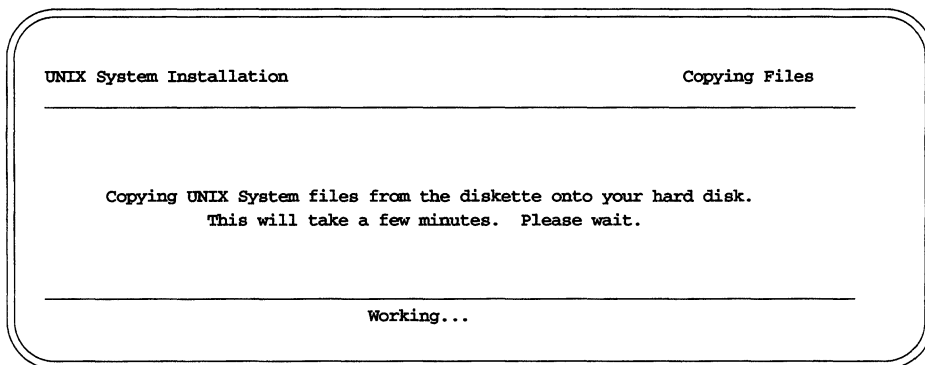 UNIX System Installation Copying Files
Copying UNIX System files from the diskette onto your hard disk.
This will take a few minutes. Please wait.
Working...